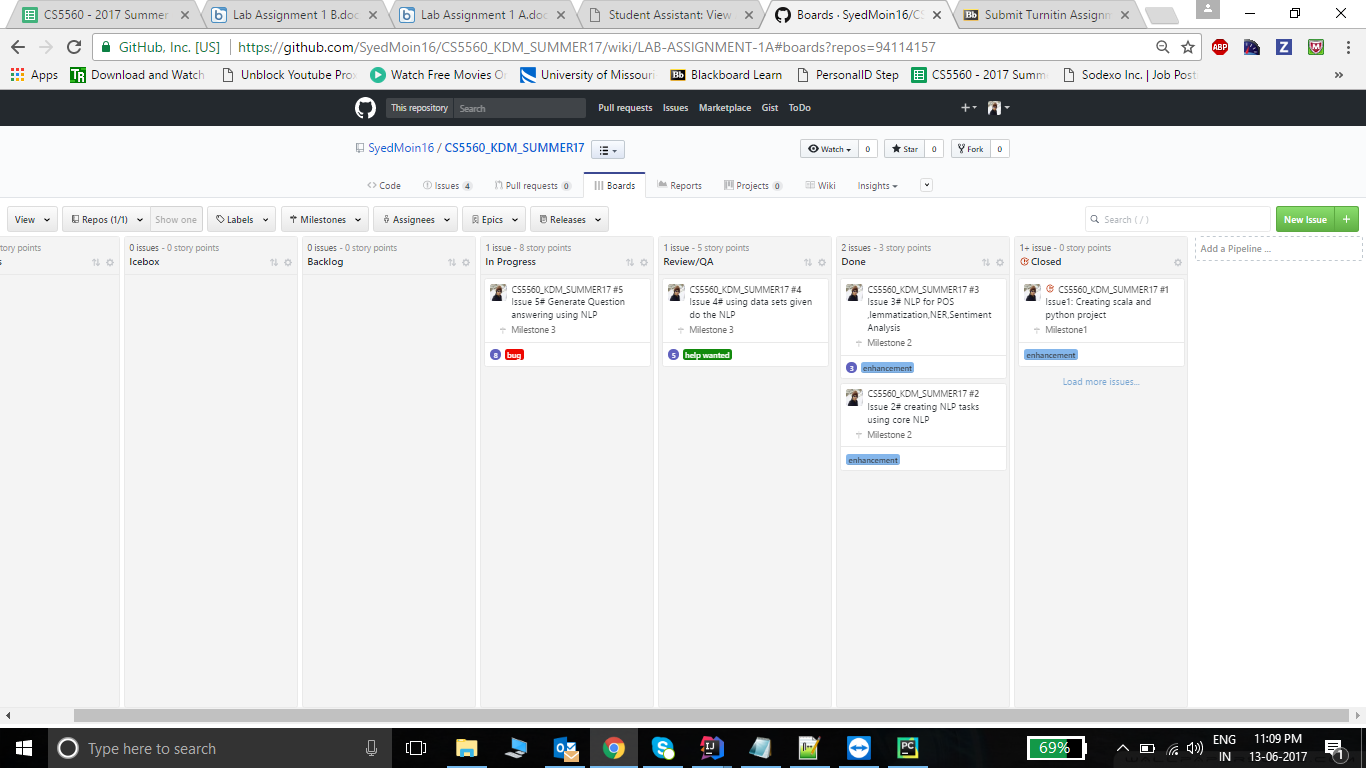 CS5560 - 2017 Summer
Lab Assignment 1 B.doc
Lab Assignment 1 A.doc
Student Assistant: View
Boards · SyedMoin16/CS
Bb Submit Turnitin Assignm
GitHub, Inc. [US] https://github.com/SyedMoin16/CS5560_KDM_SUMMER17/wiki/LAB-ASSIGNMENT-1A#boards?repos=94114157
ABP Z M
Apps TR Download and Watch Unblock Youtube Prox Watch Free Movies O University of Missouri Bb Blackboard Learn PersonalID Step CS5560 - 2017 Summ Sodexo Inc. | Job Post »
This repository Search Pull requests Issues Marketplace Gist ToDo
SyedMoin16 / CS5560_KDM_SUMMER17
Watch 0 Star 0 Fork 0
Code Issues 4 Pull requests 0 Boards Reports Projects 0 Wiki Insights
View Repos (1/1) Show one Labels Milestones Assignees Epics Releases Search ( / ) New Issue +
tory points
s
0 issues - 0 story points
Icebox
0 issues - 0 story points
Backlog
1 issue - 8 story points
In Progress
CS5560_KDM_SUMMER17 #5
Issue 5# Generate Question
answering using NLP
Milestone 3
8 bug
1 issue - 5 story points
Review/QA
CS5560_KDM_SUMMER17 #4
Issue 4# using data sets given
do the NLP
Milestone 3
5 help wanted
2 issues - 3 story points
Done
CS5560_KDM_SUMMER17 #3
Issue 3# NLP for POS
,lemmatization,NER,Sentiment
Analysis
Milestone 2
3 enhancement
CS5560_KDM_SUMMER17 #2
Issue 2# creating NLP tasks
using core NLP
Milestone 2
enhancement
1+ issue - 0 story points
Closed
CS5560_KDM_SUMMER17 #1
Issue1: Creating scala and
python project
Milestone1
enhancement
Load more issues...
Add a Pipeline ...
Type here to search
69%
ENG
IN
11:09 PM
13-06-2017
1